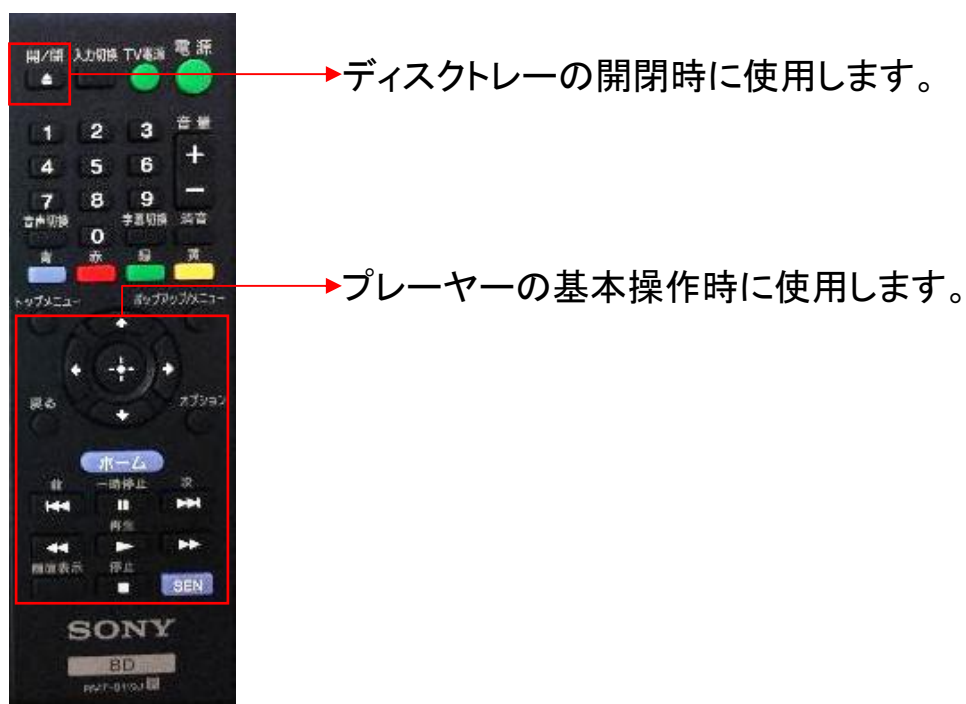 開/閉 入力切換 TV電源 電源
ディスクトレーの開閉時に使用します。
1 2 3 音量
4 5 6 +
7 8 9 -
音声切換 字幕切換 消音
0
青 赤 緑 黄
プレーヤーの基本操作時に使用します。
トップメニュー ポップアップ/メニュー
戻る オプション
ホーム
前 一時停止 次
再生
画面表示 停止
SEN
SONY
BD